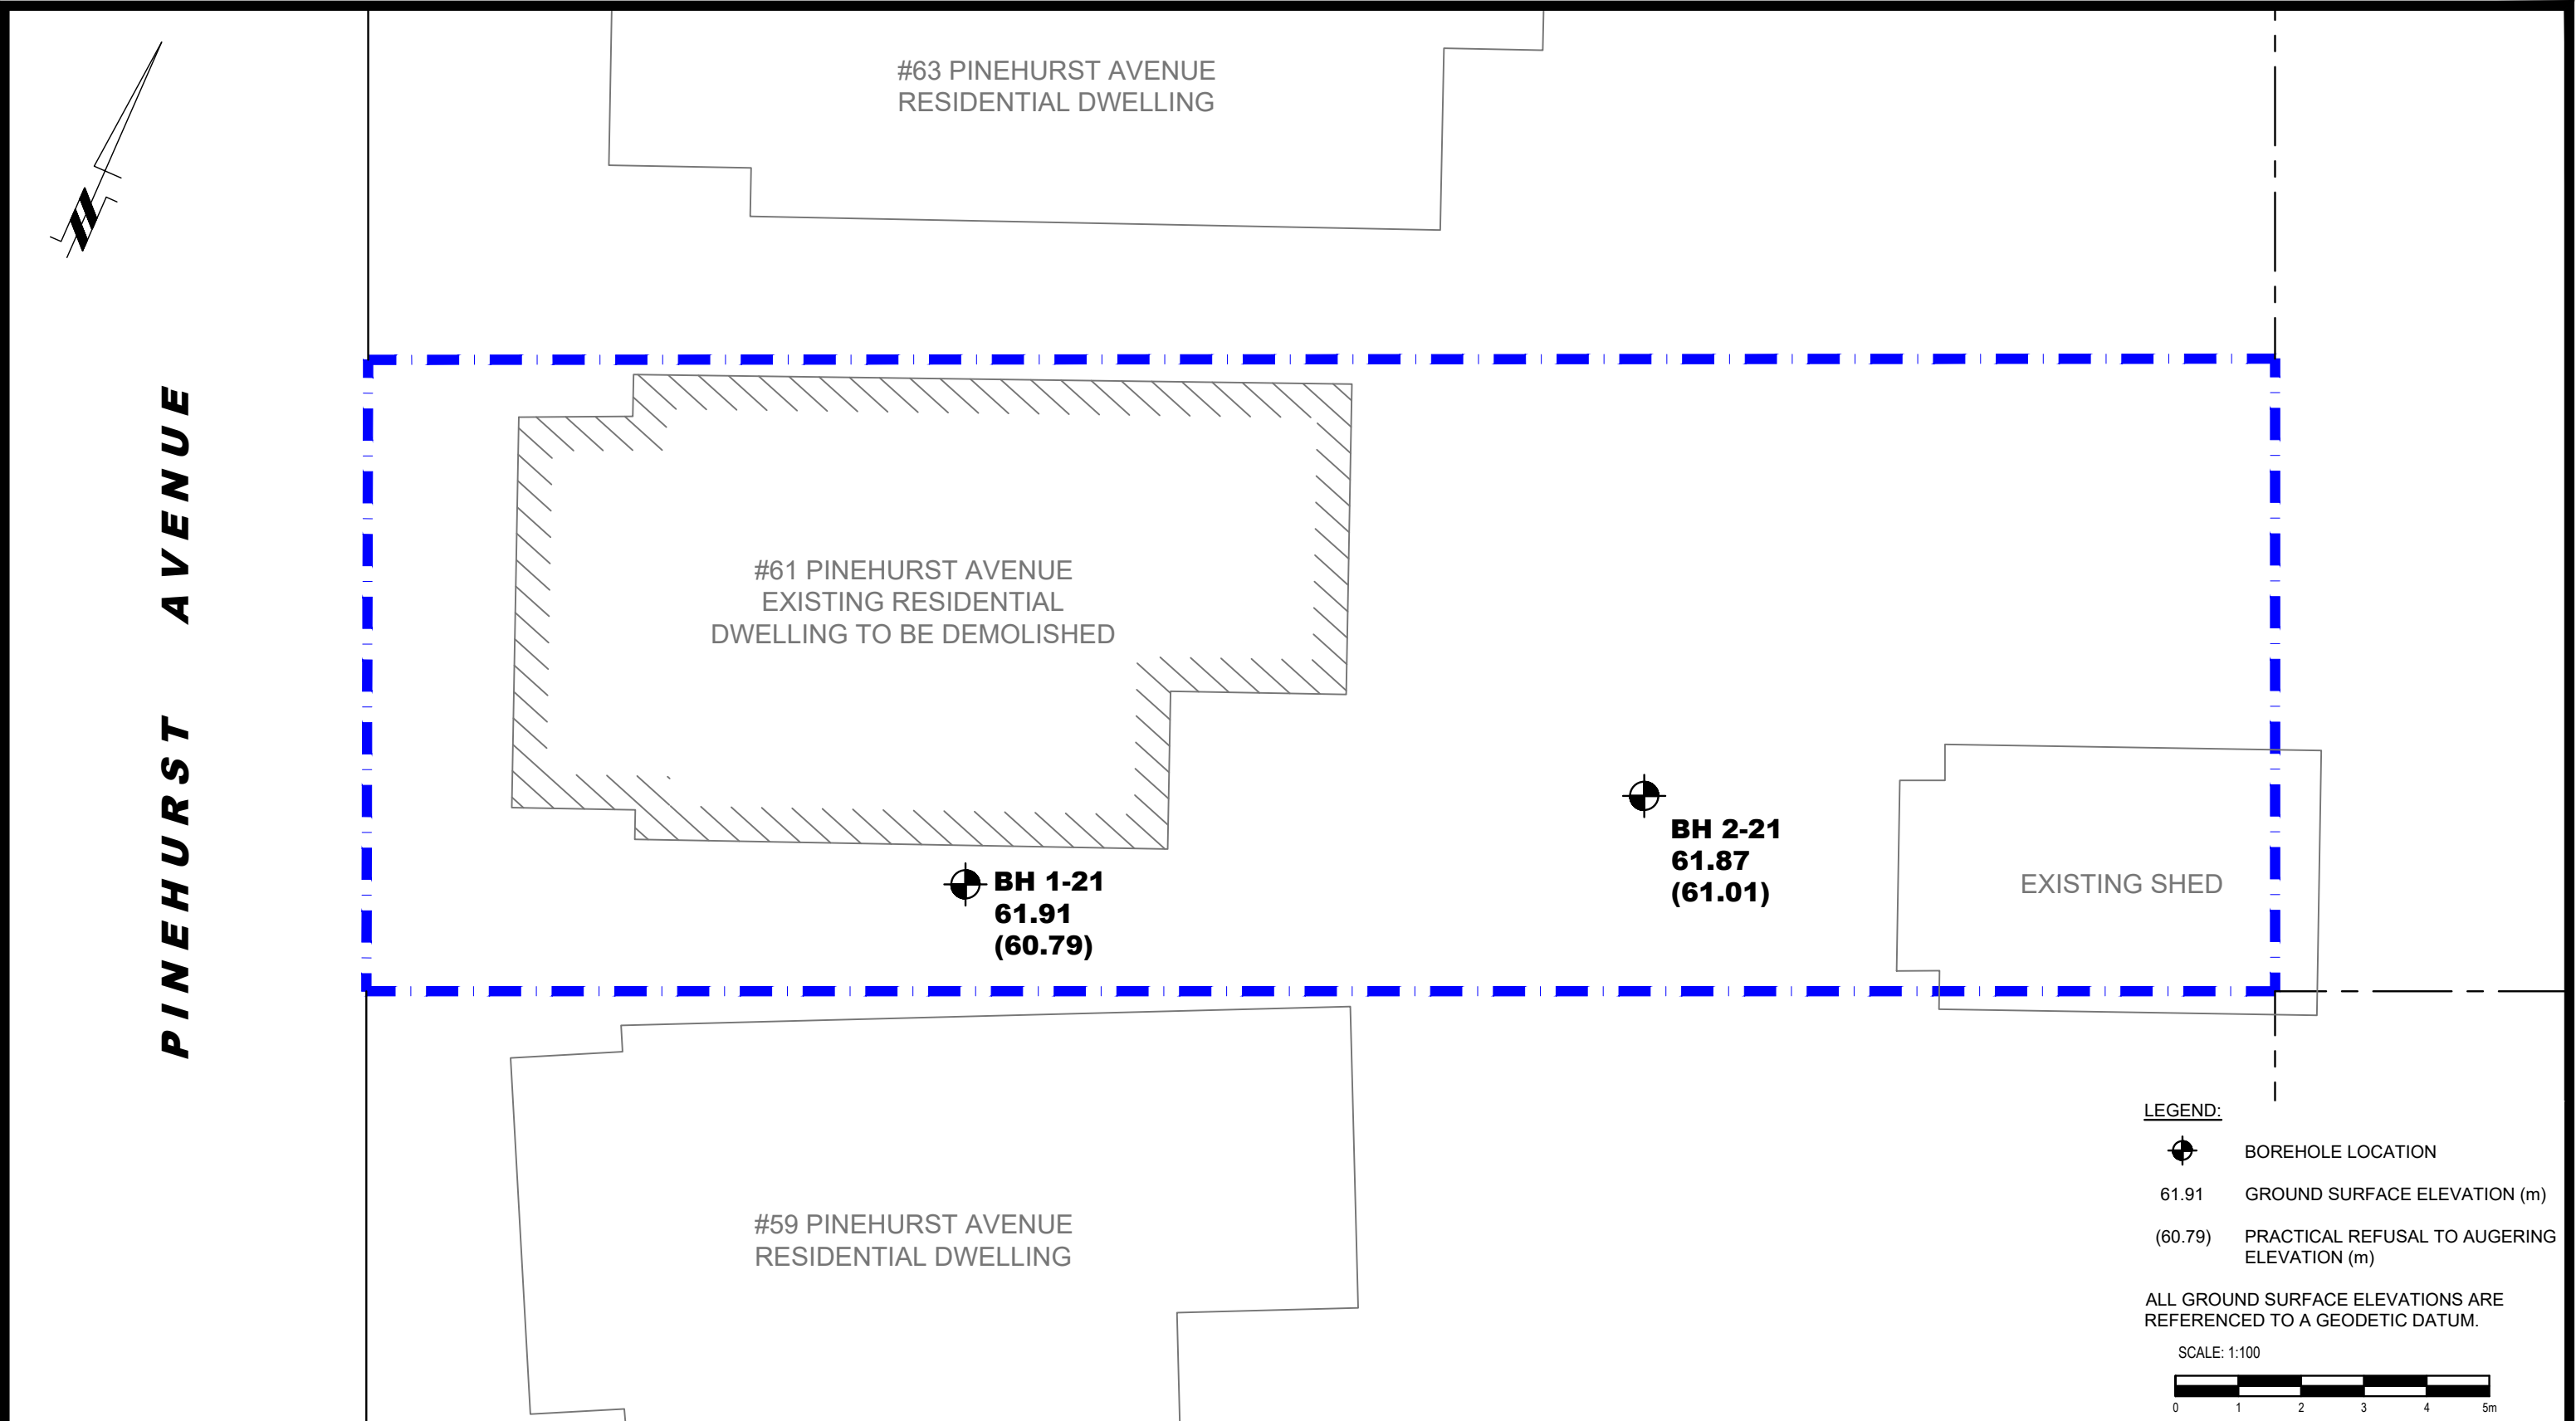 #63 PINEHURST AVENUE
RESIDENTIAL DWELLING
PINEHURST AVENUE
#61 PINEHURST AVENUE
EXISTING RESIDENTIAL
DWELLING TO BE DEMOLISHED
BH 2-21
61.87
(61.01)
BH 1-21
61.91
(60.79)
EXISTING SHED
#59 PINEHURST AVENUE
RESIDENTIAL DWELLING
LEGEND:
BOREHOLE LOCATION
61.91 GROUND SURFACE ELEVATION (m)
(60.79) PRACTICAL REFUSAL TO AUGERING
ELEVATION (m)
ALL GROUND SURFACE ELEVATIONS ARE
REFERENCED TO A GEODETIC DATUM.
SCALE: 1:100
0 1 2 3 4 5m